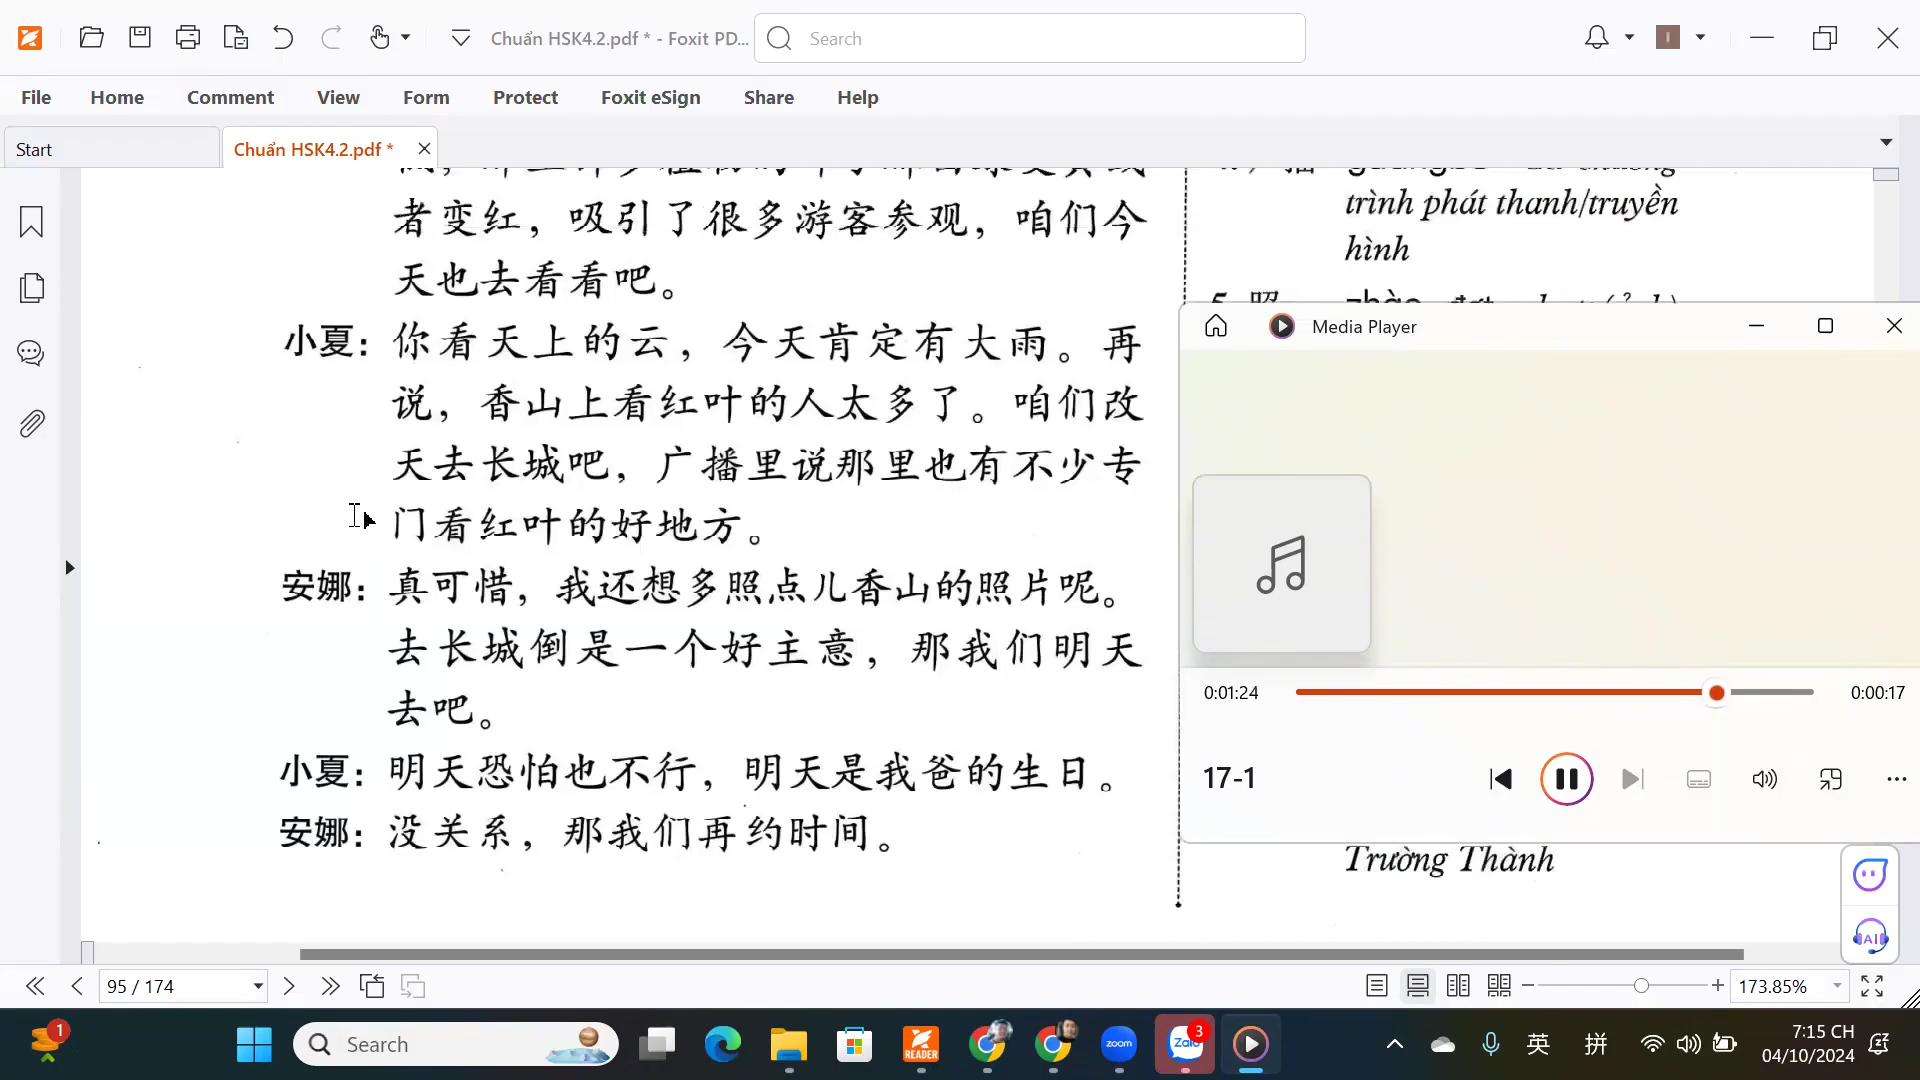 Chuẩn HSK4.2.pdf * - Foxit PD...
Search
File Home Comment View Form Protect Foxit eSign Share Help
Start
Chuẩn HSK4.2.pdf *
者变红，吸引了很多游客参观，咱们今
天也去看看吧。
小夏：你看天上的云，今天肯定有大雨。再
说，香山上看红叶的人太多了。咱们改
天去长城吧，广播里说那里也有不少专
门看红叶的好地方。
安娜：真可惜，我还想多照点儿香山的照片呢。
去长城倒是一个好主意，那我们明天
去吧。
小夏：明天恐怕也不行，明天是我爸的生日。
安娜：没关系，那我们再约时间。
trình phát thanh/truyền
hình
Media Player
0:01:24
0:00:17
17-1
Trường Thành
AI
95 / 174
173.85%
1
Search
READER
zoom
Zalo
3
英
拼
7:15 CH
04/10/2024